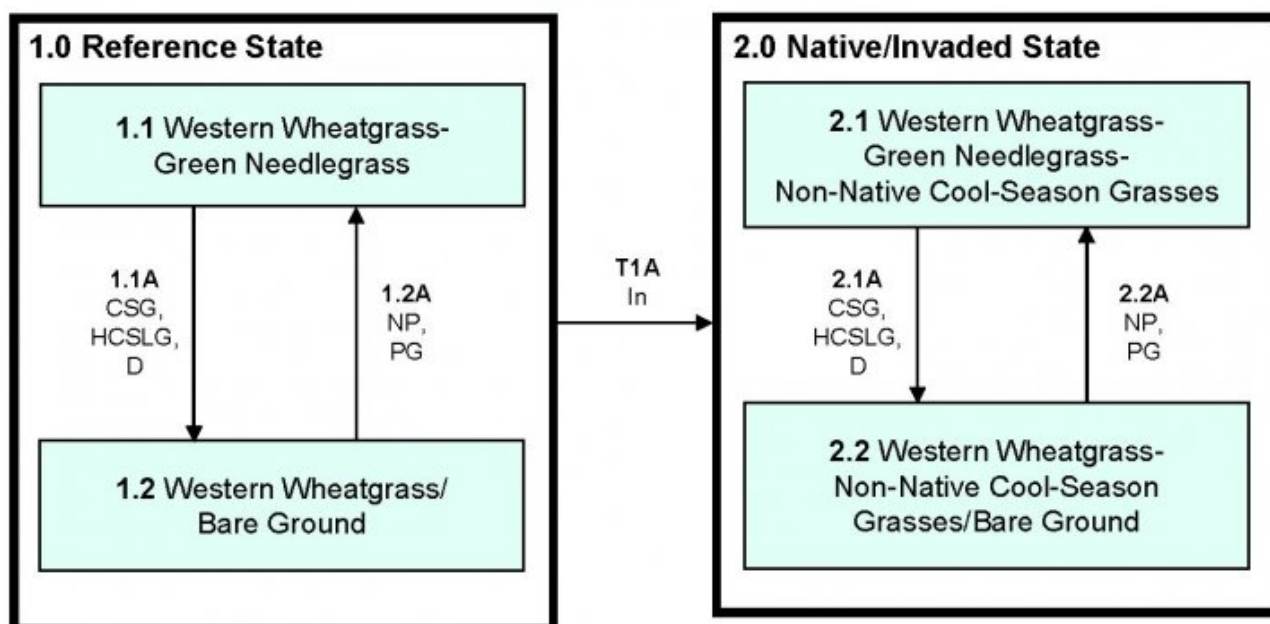 1.0 Reference State
1.1 Western Wheatgrass-
Green Needlegrass
1.1A
CSG,
HCSLG,
D
1.2A
NP,
PG
1.2 Western Wheatgrass/
Bare Ground
T1A
In
2.0 Native/Invaded State
2.1 Western Wheatgrass-
Green Needlegrass-
Non-Native Cool-Season Grasses
2.1A
CSG,
HCSLG,
D
2.2A
NP,
PG
2.2 Western Wheatgrass-
Non-Native Cool-Season
Grasses/Bare Ground